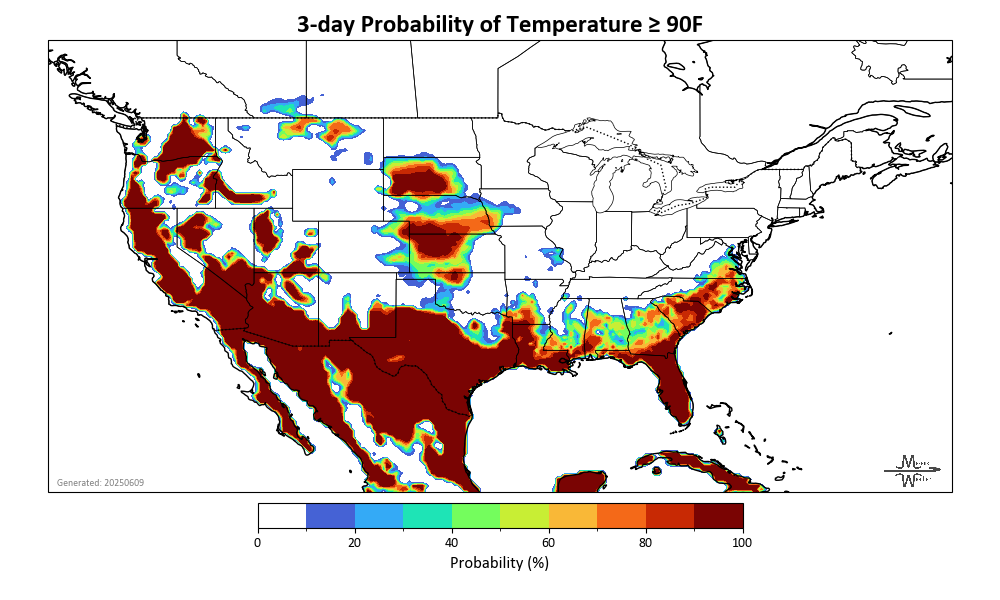 3-day Probability of Temperature ≥ 90F
Generated: 20250609
0 20 40 60 80 100
Probability (%)